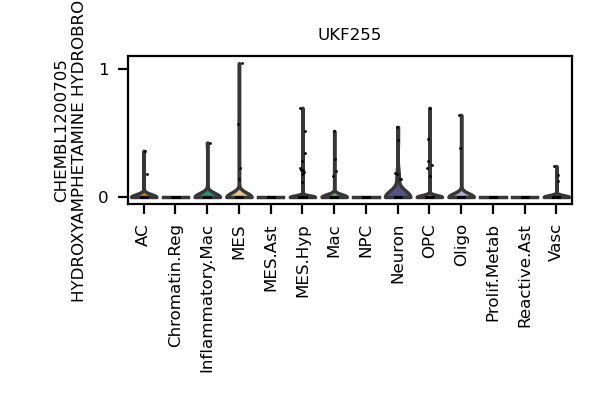 UKF255
CHEMBL1200705
HYDROXYAMPHETAMINE HYDROBRO
1
0
AC
Chromatin.Reg
Inflammatory.Mac
MES
MES.Ast
MES.Hyp
Mac
NPC
Neuron
OPC
Oligo
Prolif.Metab
Reactive.Ast
Vasc